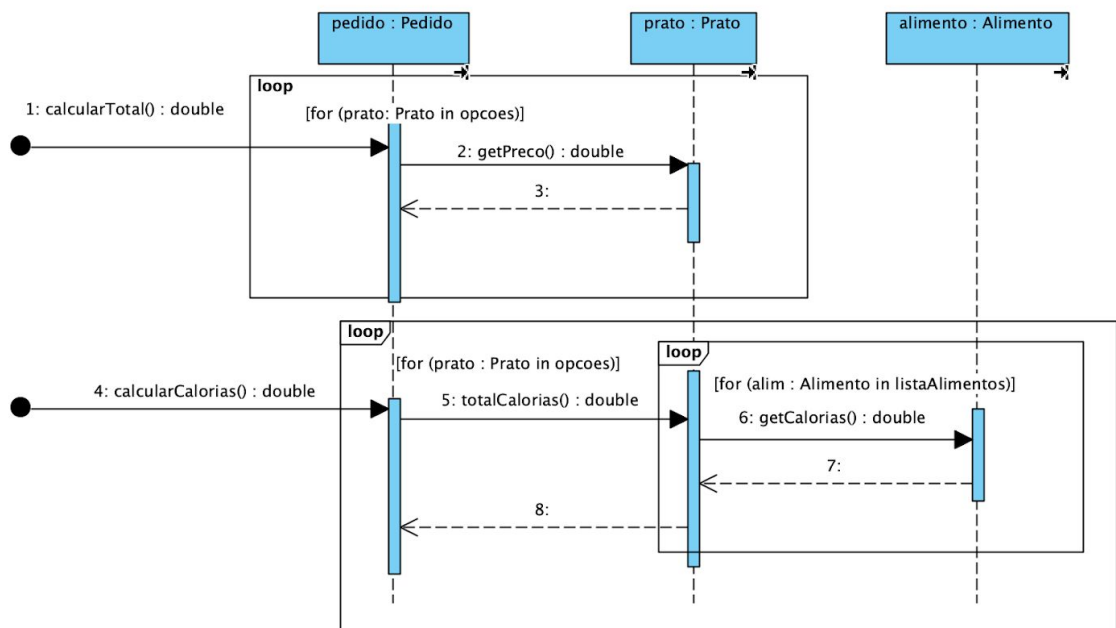 pedido : Pedido
prato : Prato
alimento : Alimento
loop
1: calcularTotal() : double
[for (prato: Prato in opcoes)]
2: getPreco() : double
3:
loop
loop
[for (prato : Prato in opcoes)]
[for (alim : Alimento in listaAlimentos)]
4: calcularCalorias() : double
5: totalCalorias() : double
6: getCalorias() : double
7:
8: